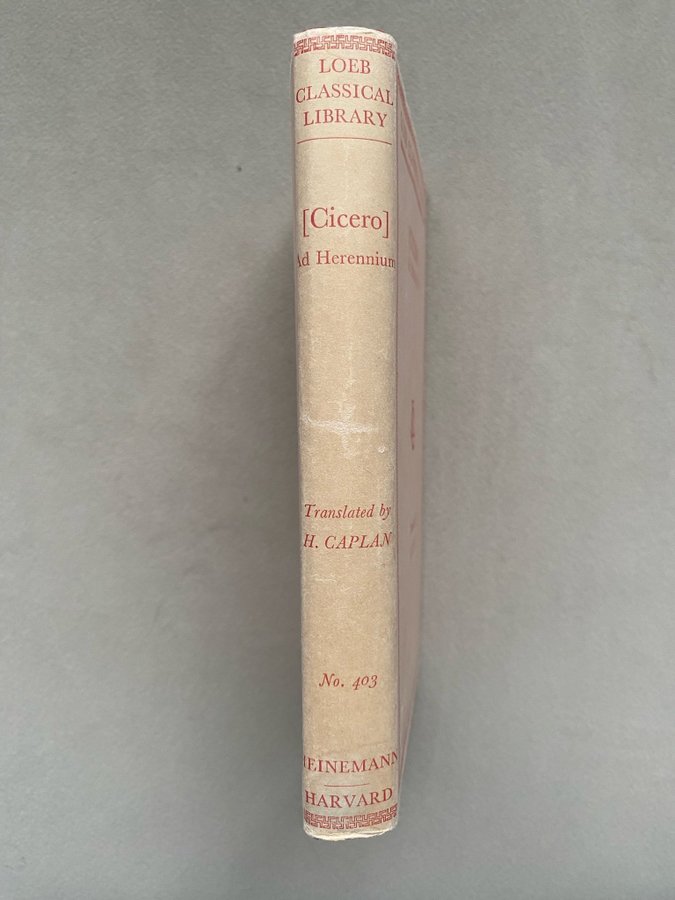 LOEB
CLASSICAL
LIBRARY
[Cicero]
Ad Herennium
Translated by
H. CAPLAN
No. 403
HEINEMANN
HARVARD